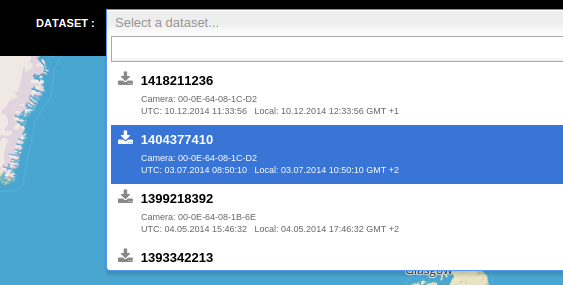 DATASET :
Select a dataset...
1418211236
Camera: 00-0E-64-08-1C-D2
UTC: 10.12.2014 11:33:56 Local: 10.12.2014 12:33:56 GMT +1
1404377410
Camera: 00-0E-64-08-1C-D2
UTC: 03.07.2014 08:50:10 Local: 03.07.2014 10:50:10 GMT +2
1399218392
Camera: 00-0E-64-08-1B-6E
UTC: 04.05.2014 15:46:32 Local: 04.05.2014 17:46:32 GMT +2
1393342213
Glasgow